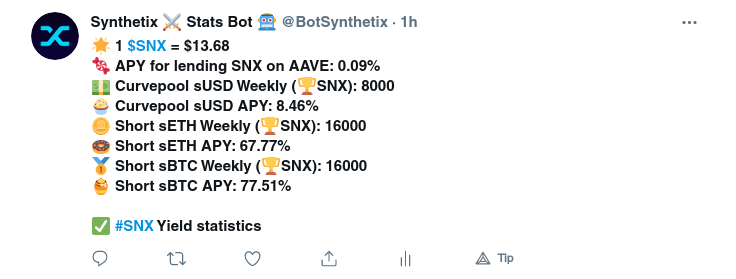 Synthetix ⚔️ Stats Bot 🤖 @BotSynthetix · 1h
🌟 1 $SNX = $13.68
🍬 APY for lending SNX on AAVE: 0.09%
💵 Curvepool sUSD Weekly (🏆SNX): 8000
🧁 Curvepool sUSD APY: 8.46%
🪙 Short sETH Weekly (🏆SNX): 16000
🍩 Short sETH APY: 67.77%
🥇 Short sBTC Weekly (🏆SNX): 16000
🍯 Short sBTC APY: 77.51%
✅ #SNX Yield statistics
Tip